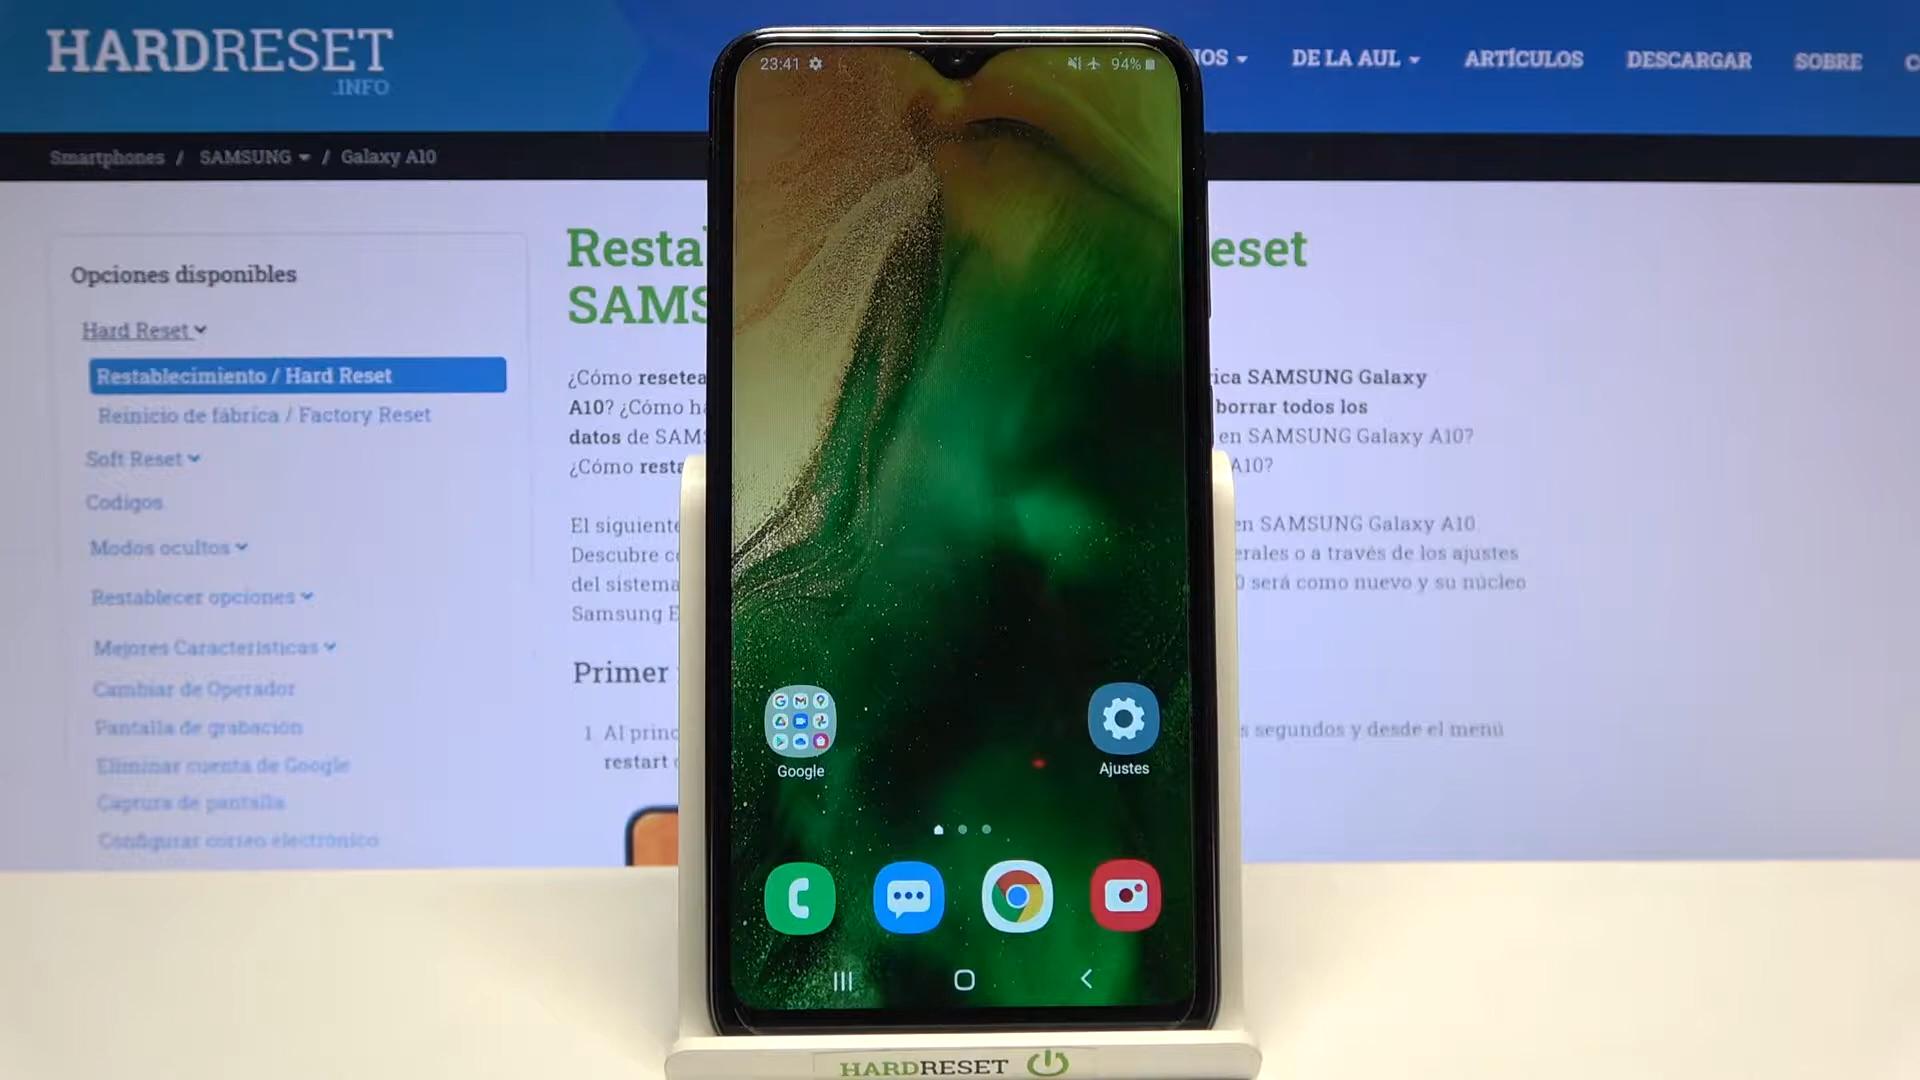 HARDRESET
.INFO
DE LA AUL
ARTÍCULOS
DESCARGAR
SOBRE
Smartphones / SAMSUNG / Galaxy A10
Opciones disponibles
Hard Reset
Restablecimiento / Hard Reset
Reinicio de fábrica / Factory Reset
Soft Reset
Codigos
Modos ocultos
Restablecer opciones
Mejores Características
Cambiar de Operador
Pantalla de grabación
Eliminar cuenta de Google
Captura de pantalla
Configurar correo electrónico
Resta
eset
SAMS
¿Cómo resetea
rica SAMSUNG Galaxy
A10? ¿Cómo ha
borrar todos los
datos de SAM
en SAMSUNG Galaxy A10?
¿Cómo resta
A10?
El siguiente
en SAMSUNG Galaxy A10.
Descubre c
erales o a través de los ajustes
del sistema
0 será como nuevo y su núcleo
Samsung E
Primer
1 Al princ
s segundos y desde el menú
restart
23:41
94%
Google
Ajustes
HARDRESET